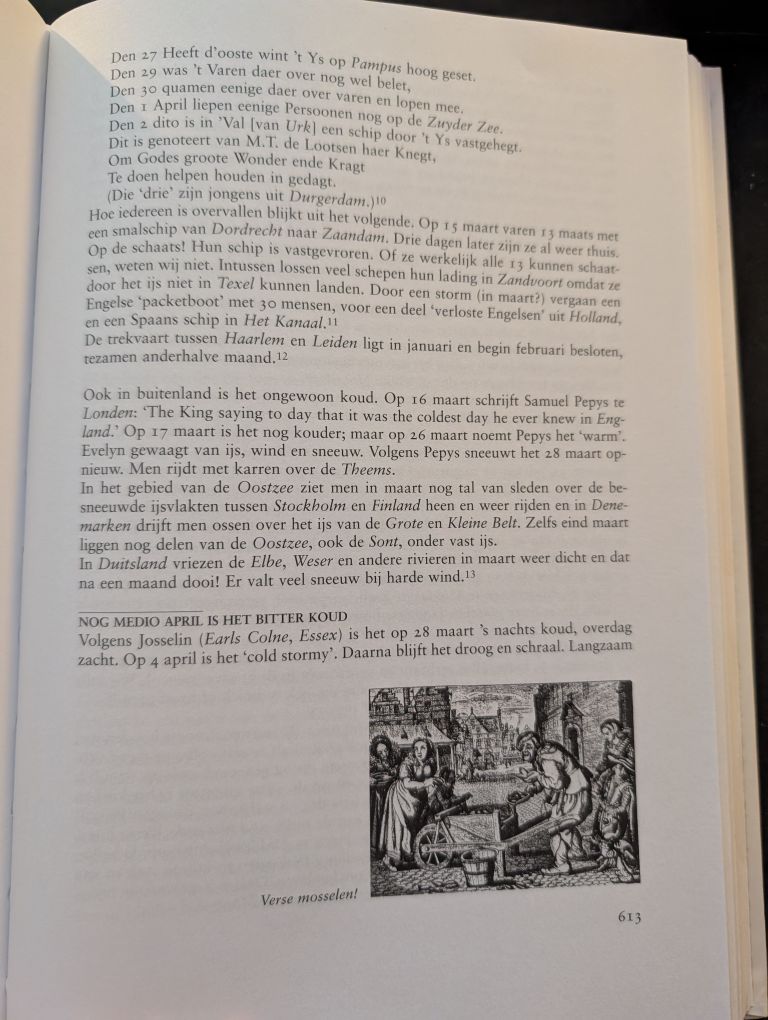 Den 27 Heeft d'ooste wint 't Ys op Pampus hoog geset.
Den 29 was 't Varen daer over nog wel belet,
Den 30 quamen eenige daer over varen en lopen mee.
Den 1 April liepen eenige Persoonen nog op de Zuyder Zee.
Den 2 dito is in 'Val [van Urk] een schip door 't Ys vastgehegt.
Dit is genoteert van M.T. de Lootsen haer Knegt,
Om Godes groote Wonder ende Kragt
Te doen helpen houden in gedagt.
(Die 'drie' zijn jongens uit Durgerdam.)10
Hoe iedereen is overvallen blijkt uit het volgende. Op 15 maart varen 13 maats met
een smalschip van Dordrecht naar Zaandam. Drie dagen later zijn ze al weer thuis.
Op de schaats! Hun schip is vastgevroren. Of ze werkelijk alle 13 kunnen schaat-
sen, weten wij niet. Intussen lossen veel schepen hun lading in Zandvoort omdat ze
door het ijs niet in Texel kunnen landen. Door een storm (in maart?) vergaan een
Engelse 'packetboot' met 30 mensen, voor een deel 'verloste Engelsen' uit Holland,
en een Spaans schip in Het Kanaal.11
De trekvaart tussen Haarlem en Leiden ligt in januari en begin februari besloten,
tezamen anderhalve maand.12
Ook in buitenland is het ongewoon koud. Op 16 maart schrijft Samuel Pepys te
Londen: 'The King saying to day that it was the coldest day he ever knew in Eng-
land.' Op 17 maart is het nog kouder; maar op 26 maart noemt Pepys het 'warm'.
Evelyn gewaagt van ijs, wind en sneeuw. Volgens Pepys sneeuwt het 28 maart op-
nieuw. Men rijdt met karren over de Theems.
In het gebied van de Oostzee ziet men in maart nog tal van sleden over de be-
sneeuwde ijsvlakten tussen Stockholm en Finland heen en weer rijden en in Dene-
marken drijft men ossen over het ijs van de Grote en Kleine Belt. Zelfs eind maart
liggen nog delen van de Oostzee, ook de Sont, onder vast ijs.
In Duitsland vriezen de Elbe, Weser en andere rivieren in maart weer dicht en dat
na een maand dooi! Er valt veel sneeuw bij harde wind.13
NOG MEDIO APRIL IS HET BITTER KOUD
Volgens Josselin (Earls Colne, Essex) is het op 28 maart 's nachts koud, overdag
zacht. Op 4 april is het 'cold stormy'. Daarna blijft het droog en schraal. Langzaam
Verse mosselen!
613